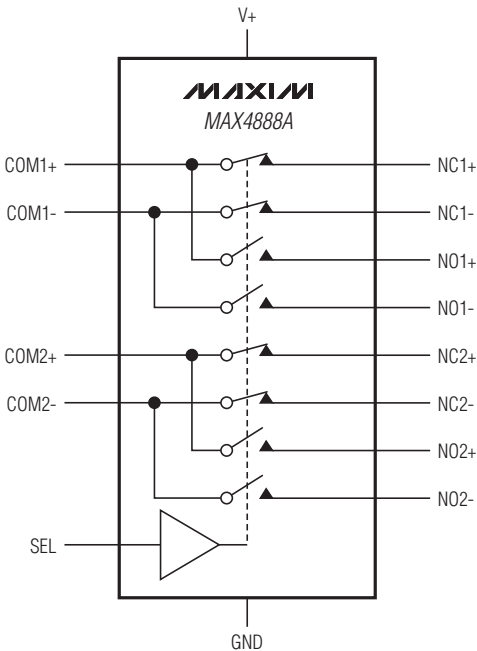 V+
MAXIM
MAX4888A
COM1+
NC1+
COM1-
NC1-
NO1+
NO1-
COM2+
NC2+
COM2-
NC2-
NO2+
NO2-
SEL
GND